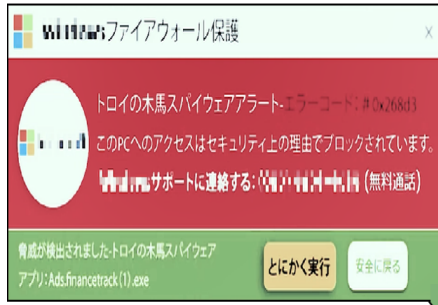 ファイアウォール保護
トロイの木馬スパイウェアアラート-エラーコード: # 0x268d3
このPCへのアクセスはセキュリティ上の理由でブロックされています。
サポートに連絡する: (無料通話)
脅威が検出されました-トロイの木馬スパイウェア
アプリ:Ads.financetrack(1).exe
とにかく実行
安全に戻る